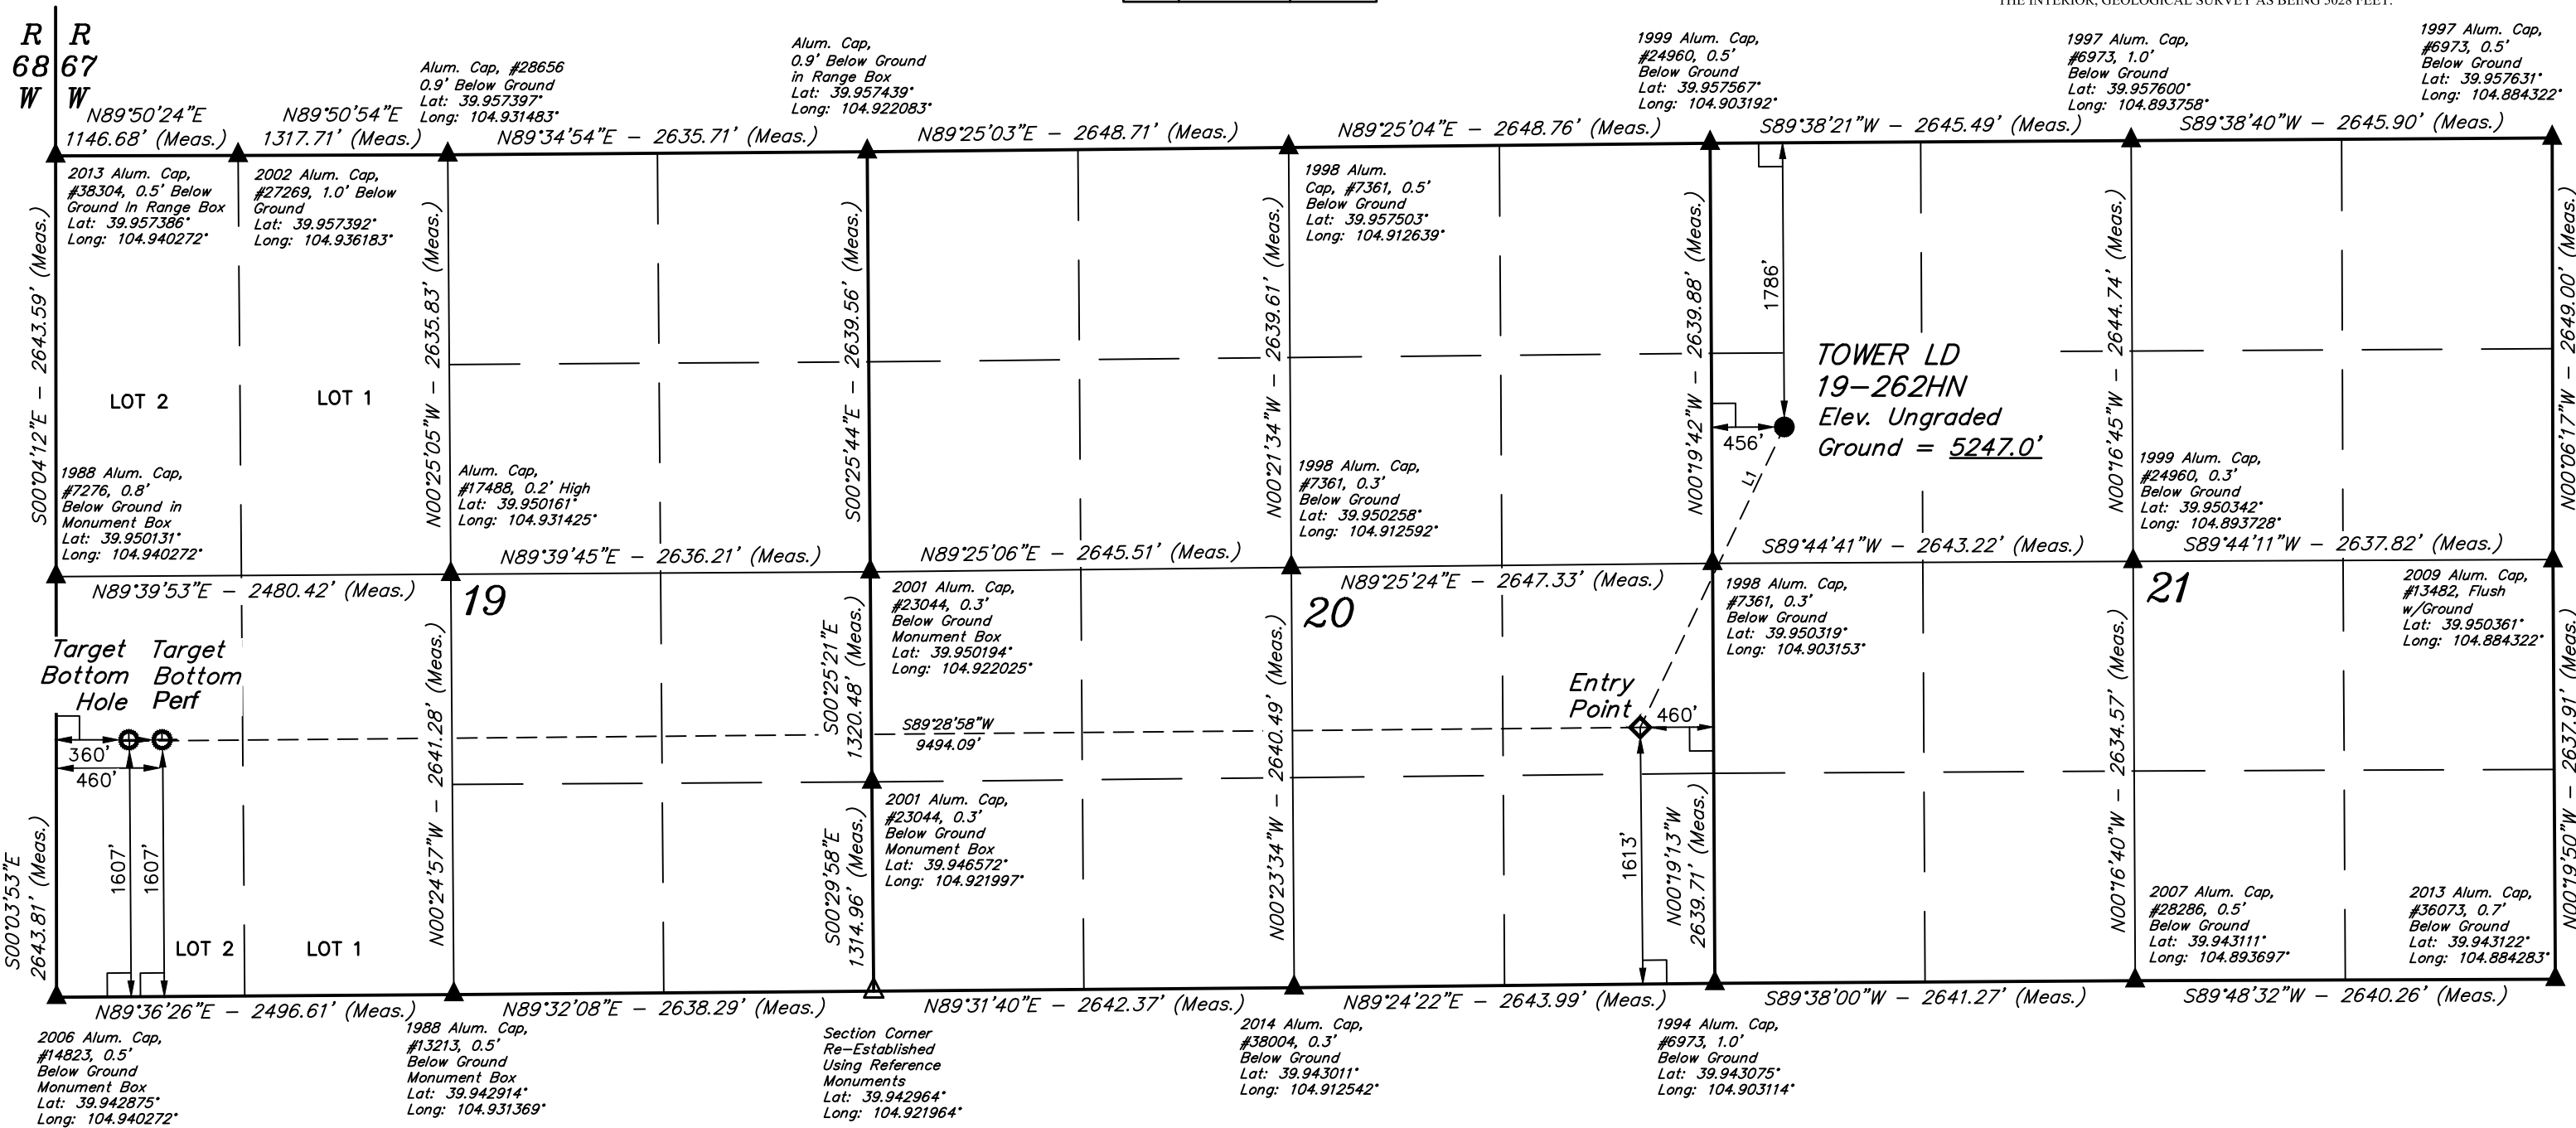 THE INTERIOR, GEOLOGICAL SURVEY AS BEING 5028 FEET.
R R
68 67
W W
N89°50'24"E
1146.68' (Meas.)
N89°50'54"E
1317.71' (Meas.)
Alum. Cap, #28656
0.9' Below Ground
Lat: 39.957397°
Long: 104.931483°
N89°34'54"E - 2635.71' (Meas.)
Alum. Cap,
0.9' Below Ground
in Range Box
Lat: 39.957439°
Long: 104.922083°
N89°25'03"E - 2648.71' (Meas.)
N89°25'04"E - 2648.76' (Meas.)
1999 Alum. Cap,
#24960, 0.5'
Below Ground
Lat: 39.957567°
Long: 104.903192°
S89°38'21"W - 2645.49' (Meas.)
1997 Alum. Cap,
#6973, 1.0'
Below Ground
Lat: 39.957600°
Long: 104.893758°
S89°38'40"W - 2645.90' (Meas.)
1997 Alum. Cap,
#6973, 0.5'
Below Ground
Lat: 39.957631°
Long: 104.884322°
2013 Alum. Cap,
#38304, 0.5' Below
Ground In Range Box
Lat: 39.957386°
Long: 104.940272°
2002 Alum. Cap,
#27269, 1.0' Below
Ground
Lat: 39.957392°
Long: 104.936183°
1998 Alum.
Cap, #7361, 0.5'
Below Ground
Lat: 39.957503°
Long: 104.912639°
S00°04'12"E - 2643.59' (Meas.)
N00°25'05"W - 2635.83' (Meas.)
S00°25'44"E - 2639.56' (Meas.)
N00°21'34"W - 2639.61' (Meas.)
N00°19'42"W - 2639.88' (Meas.)
1786'
N00°16'45"W - 2644.74' (Meas.)
N00°06'17"W - 2649.00' (Meas.)
LOT 2
LOT 1
TOWER LD
19-262HN
Elev. Ungraded
Ground = 5247.0'
456'
L1
1988 Alum. Cap,
#7276, 0.8'
Below Ground in
Monument Box
Lat: 39.950131°
Long: 104.940272°
Alum. Cap,
#17488, 0.2' High
Lat: 39.950161°
Long: 104.931425°
1998 Alum. Cap,
#7361, 0.3'
Below Ground
Lat: 39.950258°
Long: 104.912592°
1999 Alum. Cap,
#24960, 0.3'
Below Ground
Lat: 39.950342°
Long: 104.893728°
N89°39'53"E - 2480.42' (Meas.)
N89°39'45"E - 2636.21' (Meas.)
N89°25'06"E - 2645.51' (Meas.)
N89°25'24"E - 2647.33' (Meas.)
S89°44'41"W - 2643.22' (Meas.)
S89°44'11"W - 2637.82' (Meas.)
19
20
21
2001 Alum. Cap,
#23044, 0.3'
Below Ground
Monument Box
Lat: 39.950194°
Long: 104.922025°
1998 Alum. Cap,
#7361, 0.3'
Below Ground
Lat: 39.950319°
Long: 104.903153°
2009 Alum. Cap,
#13482, Flush
w/Ground
Lat: 39.950361°
Long: 104.884322°
Target
Bottom
Hole
Target
Bottom
Perf
360'
460'
1607'
1607'
S00°03'53"E
2643.81' (Meas.)
N00°24'57"W - 2641.28' (Meas.)
S00°25'21"E
1320.48' (Meas.)
S89°28'58"W
9494.09'
N00°23'34"W - 2640.49' (Meas.)
Entry
Point
460'
1613'
N00°19'13"W
2639.71' (Meas.)
N00°16'40"W - 2634.57' (Meas.)
N00°19'50"W - 2637.91' (Meas.)
S00°29'58"E
1314.96' (Meas.)
2001 Alum. Cap,
#23044, 0.3'
Below Ground
Monument Box
Lat: 39.946572°
Long: 104.921997°
LOT 2
LOT 1
2007 Alum. Cap,
#28286, 0.5'
Below Ground
Lat: 39.943111°
Long: 104.893697°
2013 Alum. Cap,
#36073, 0.7'
Below Ground
Lat: 39.943122°
Long: 104.884283°
N89°36'26"E - 2496.61' (Meas.)
N89°32'08"E - 2638.29' (Meas.)
N89°31'40"E - 2642.37' (Meas.)
N89°24'22"E - 2643.99' (Meas.)
S89°38'00"W - 2641.27' (Meas.)
S89°48'32"W - 2640.26' (Meas.)
2006 Alum. Cap,
#14823, 0.5'
Below Ground
Monument Box
Lat: 39.942875°
Long: 104.940272°
1988 Alum. Cap,
#13213, 0.5'
Below Ground
Monument Box
Lat: 39.942914°
Long: 104.931369°
Section Corner
Re-Established
Using Reference
Monuments
Lat: 39.942964°
Long: 104.921964°
2014 Alum. Cap,
#38004, 0.3'
Below Ground
Lat: 39.943011°
Long: 104.912542°
1994 Alum. Cap,
#6973, 1.0'
Below Ground
Lat: 39.943075°
Long: 104.903114°